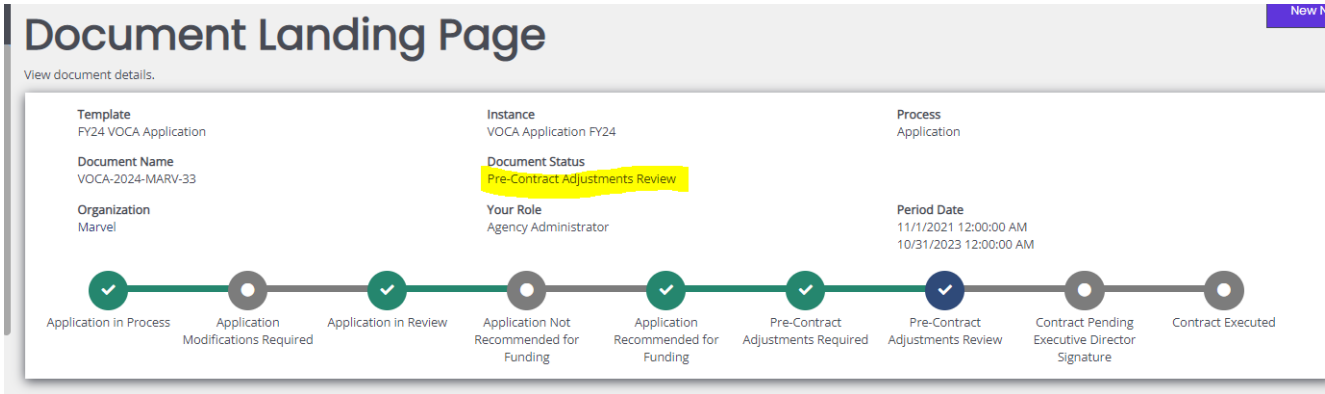 New N
Document Landing Page
View document details.
Template
FY24 VOCA Application
Instance
VOCA Application FY24
Process
Application
Document Name
VOCA-2024-MARV-33
Document Status
Pre-Contract Adjustments Review
Organization
Marvel
Your Role
Agency Administrator
Period Date
11/1/2021 12:00:00 AM
10/31/2023 12:00:00 AM
Application in Process
Application
Modifications Required
Application in Review
Application Not
Recommended for
Funding
Application
Recommended for
Funding
Pre-Contract
Adjustments Required
Pre-Contract
Adjustments Review
Contract Pending
Executive Director
Signature
Contract Executed